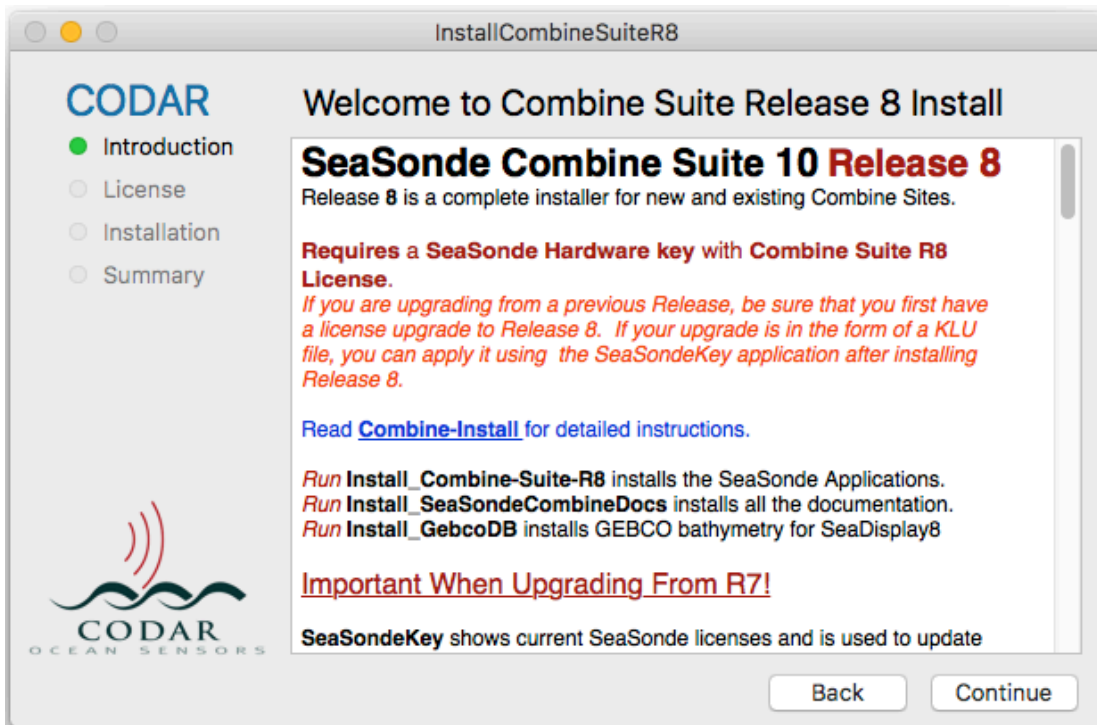 InstallCombineSuiteR8
CODAR
Introduction
License
Installation
Summary
Welcome to Combine Suite Release 8 Install
SeaSonde Combine Suite 10 Release 8
Release 8 is a complete installer for new and existing Combine Sites.
Requires a SeaSonde Hardware key with Combine Suite R8
License.
If you are upgrading from a previous Release, be sure that you first have
a license upgrade to Release 8.  If your upgrade is in the form of a KLU
file, you can apply it using  the SeaSondeKey application after installing
Release 8.
Read Combine-Install for detailed instructions.
Run Install_Combine-Suite-R8 installs the SeaSonde Applications.
Run Install_SeaSondeCombineDocs installs all the documentation.
Run Install_GebcoDB installs GEBCO bathymetry for SeaDisplay8
Important When Upgrading From R7!
SeaSondeKey shows current SeaSonde licenses and is used to update
CODAR
OCEAN SENSORS
Back
Continue